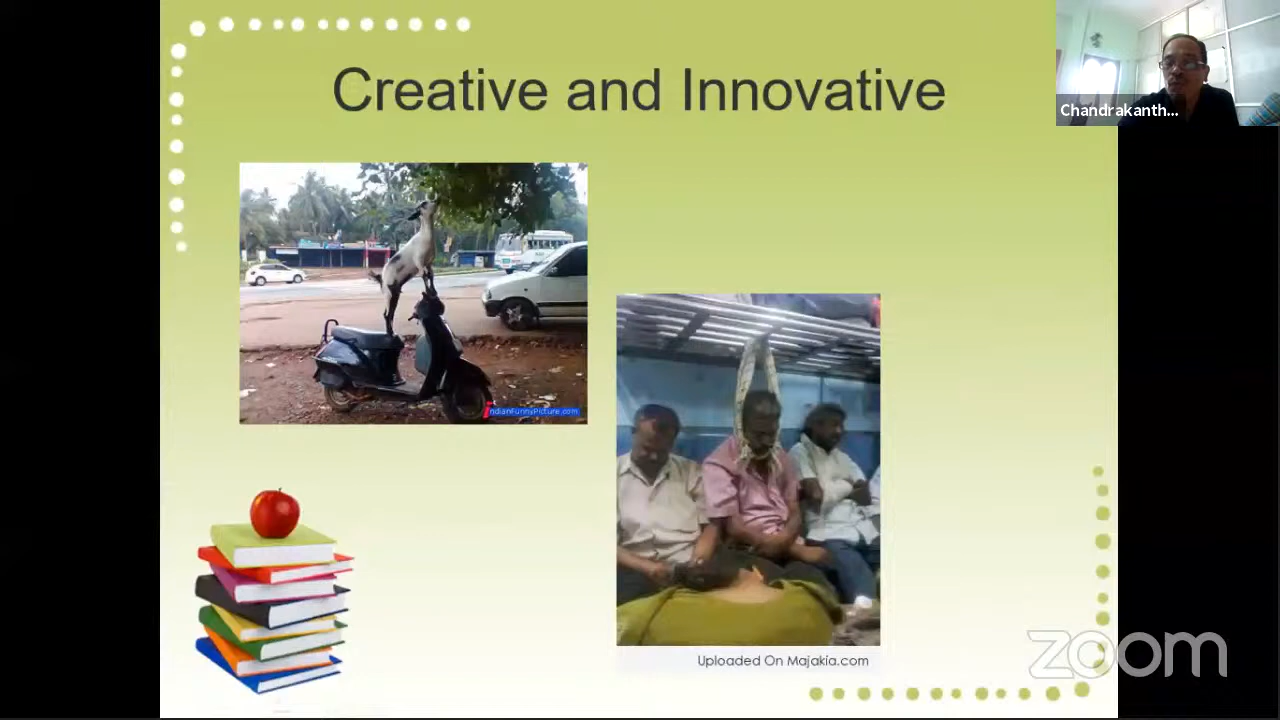 Creative and Innovative
Chandrakanth...
IndianFunnyPicture.com
Uploaded On Majakia.com
zoom